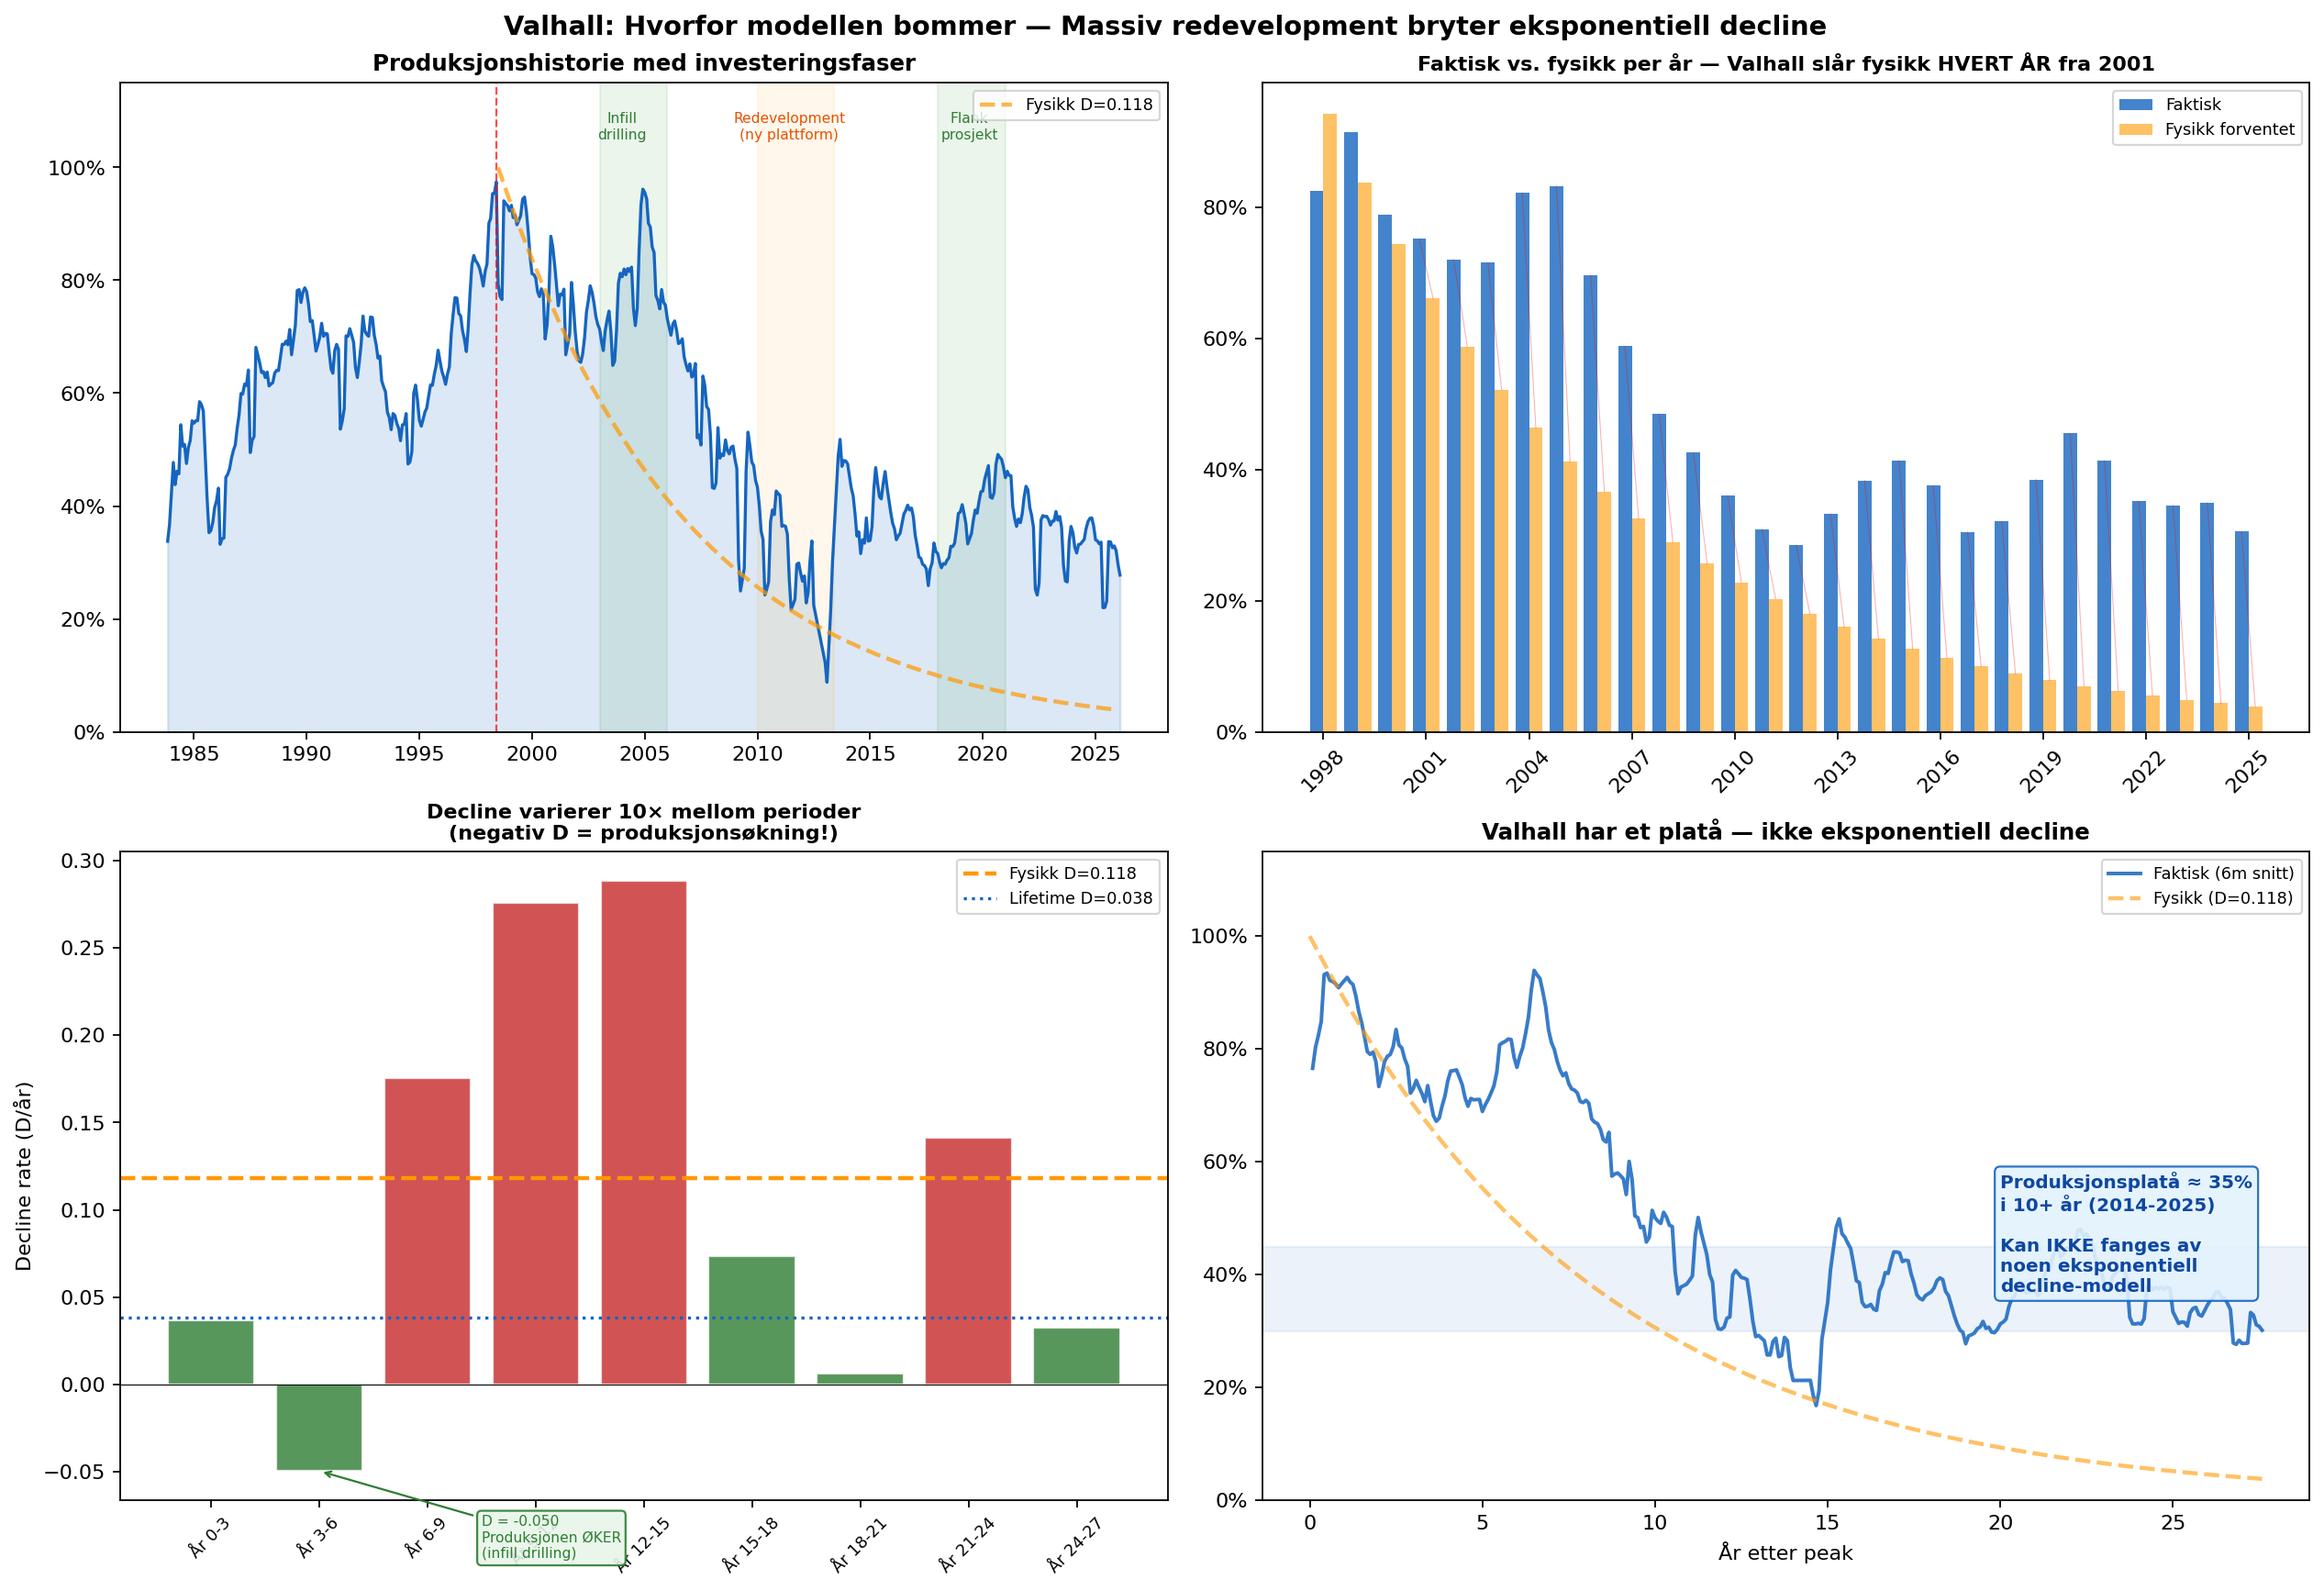 Valhall: Hvorfor modellen bommer — Massiv redevelopment bryter eksponentiell decline
Produksjonshistorie med investeringsfaser
Fysikk D=0.118
Infill
drilling
Redevelopment
(ny plattform)
Flank
prosjekt
100%
80%
60%
40%
20%
0%
1985 1990 1995 2000 2005 2010 2015 2020 2025
Faktisk vs. fysikk per år — Valhall slår fysikk HVERT ÅR fra 2001
Faktisk
Fysikk forventet
80%
60%
40%
20%
0%
1998 2001 2004 2007 2010 2013 2016 2019 2022 2025
Decline varierer 10× mellom perioder
(negativ D = produksjonsøkning!)
Fysikk D=0.118
Lifetime D=0.038
Decline rate (D/år)
0.30
0.25
0.20
0.15
0.10
0.05
0.00
−0.05
År 0-3 År 3-6 År 6-9 År 12-15 År 15-18 År 18-21 År 21-24 År 24-27
D = -0.050
Produksjonen ØKER
(infill drilling)
Valhall har et platå — ikke eksponentiell decline
Faktisk (6m snitt)
Fysikk (D=0.118)
100%
80%
60%
40%
20%
0%
Produksjonsplatå ≈ 35%
i 10+ år (2014-2025)
Kan IKKE fanges av
noen eksponentiell
decline-modell
0 5 10 15 20 25
År etter peak